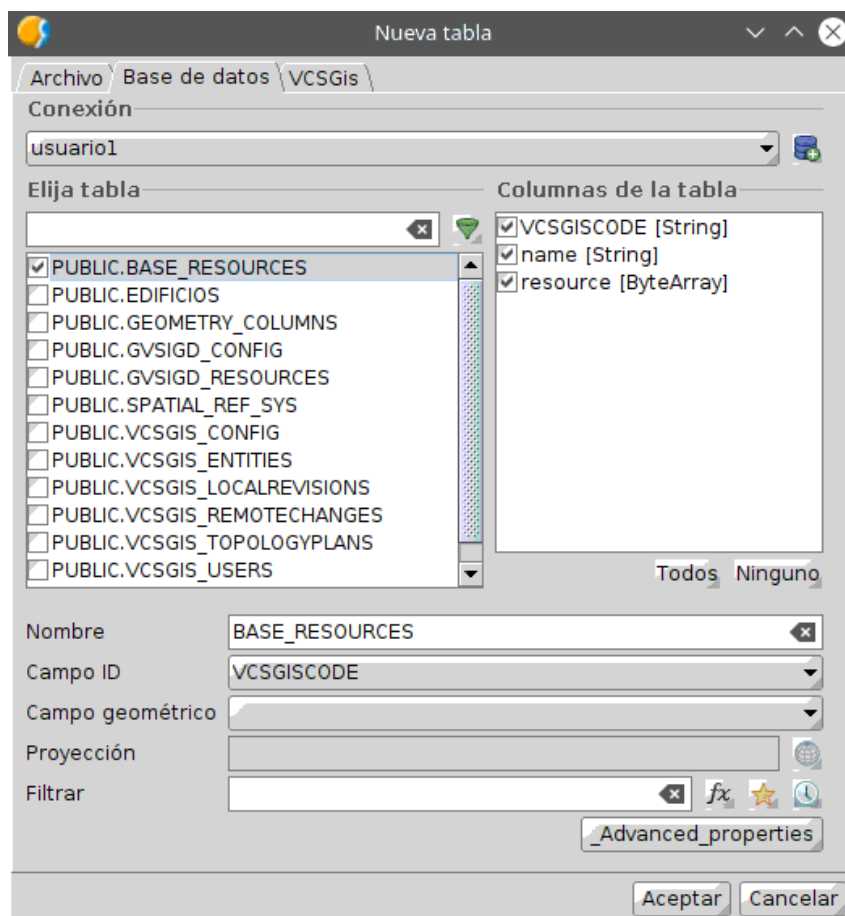 Nueva tabla
Archivo Base de datos VCSGis
Conexión
usuario1
Elija tabla
PUBLIC.BASE_RESOURCES
PUBLIC.EDIFICIOS
PUBLIC.GEOMETRY_COLUMNS
PUBLIC.GVSIGD_CONFIG
PUBLIC.GVSIGD_RESOURCES
PUBLIC.SPATIAL_REF_SYS
PUBLIC.VCSGIS_CONFIG
PUBLIC.VCSGIS_ENTITIES
PUBLIC.VCSGIS_LOCALREVISIONS
PUBLIC.VCSGIS_REMOTECHANGES
PUBLIC.VCSGIS_TOPOLOGYPLANS
PUBLIC.VCSGIS_USERS
Columnas de la tabla
VCSGISCODE [String]
name [String]
resource [ByteArray]
Todos Ninguno
Nombre BASE_RESOURCES
Campo ID VCSGISCODE
Campo geométrico
Proyección
Filtrar fx
_Advanced_properties
Aceptar Cancelar